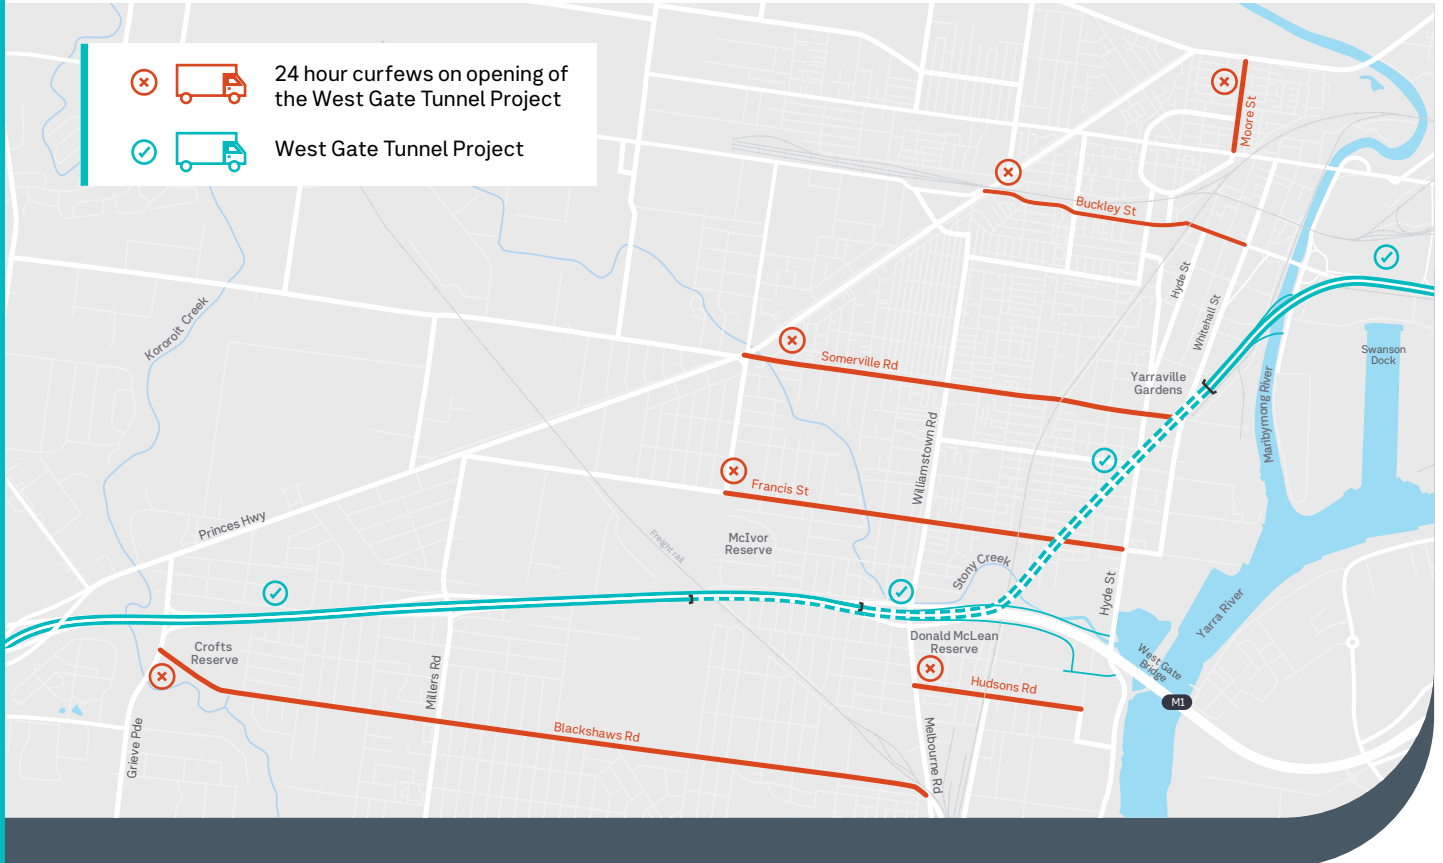 24 hour curfews on opening of
the West Gate Tunnel Project
West Gate Tunnel Project
Moore St
Buckley St
Hyde St
Whitehall St
Kororoit Creek
Somerville Rd
Swanson
Dock
Yarraville
Gardens
Maribyrnong River
Williamstown Rd
Francis St
Princes Hwy
Freight rail
McIvor
Reserve
Stony Creek
Hyde St
Yarra River
Crofts
Reserve
Donald McLean
Reserve
West Gate
Bridge
Millers Rd
Hudsons Rd
M1
Grieve Pde
Blackshaws Rd
Melbourne Rd